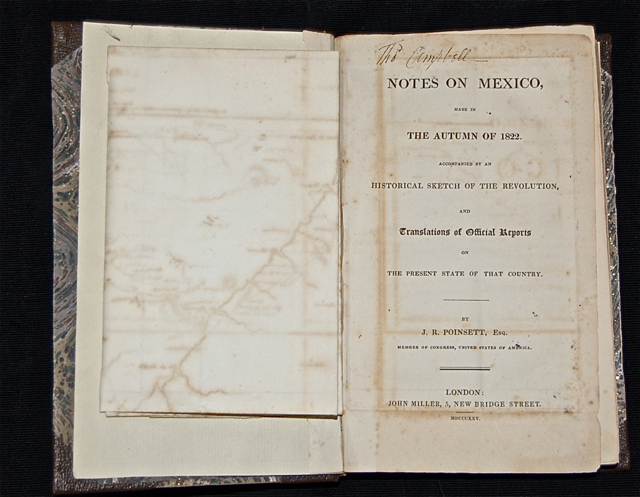 Tho Campbell
NOTES ON MEXICO,
MADE IN
THE AUTUMN OF 1822.
ACCOMPANIED BY AN
HISTORICAL SKETCH OF THE REVOLUTION,
AND
Translations of Official Reports
ON
THE PRESENT STATE OF THAT COUNTRY.
BY
J. R. POINSETT, Esq.
MEMBER OF CONGRESS, UNITED STATES OF AMERICA.
LONDON:
JOHN MILLER, 5, NEW BRIDGE STREET.
MDCCCXXV.